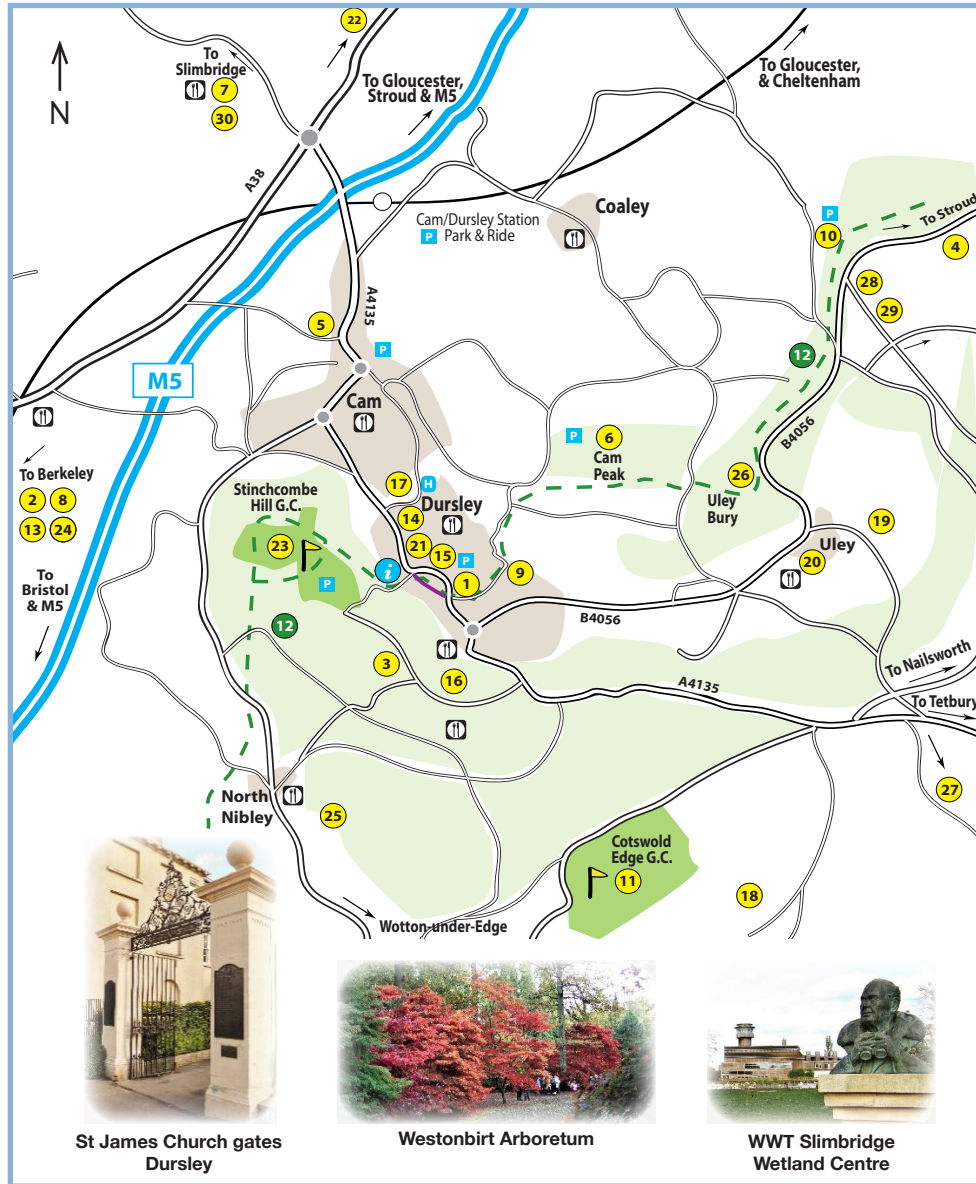 22
To
Slimbridge
7
30
N
To Gloucester,
Stroud & M5
To Gloucester,
& Cheltenham
A38
Cam/Dursley Station
P Park & Ride
Coaley
P
10
To Stroud
4
28
29
5
A4135
P
12
M5
Cam
B4056
To Berkeley
2 8
13 24
P
6
Cam
Peak
26
Uley
Bury
17
H
Stinchcombe
Hill G.C.
Dursley
14
23
21
15
P
i
1
9
P
19
Uley
20
To
Bristol
& M5
12
B4056
3
16
A4135
To Nailsworth
To Tetbury
27
North
Nibley
25
Cotswold
Edge G.C.
11
18
Wotton-under-Edge
St James Church gates
Dursley
Westonbirt Arboretum
WWT Slimbridge
Wetland Centre